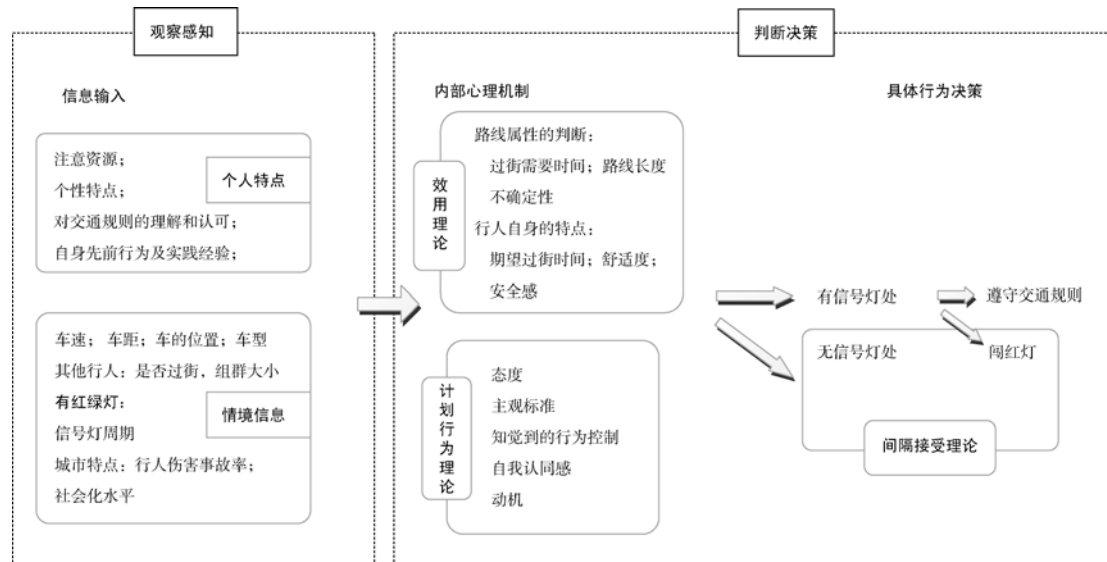 观察感知
判断决策
信息输入
内部心理机制
具体行为决策
注意资源；
个性特点；
对交通规则的理解和认可；
自身先前行为及实践经验；
个人特点
车速； 车距；车的位置；车型
其他行人：是否过街，组群大小
有红绿灯：
信号灯周期
城市特点：行人伤害事故率；
社会化水平
情境信息
效用理论
路线属性的判断：
过街需要时间；路线长度
不确定性
行人自身的特点：
期望过街时间；舒适度；
安全感
计划行为理论
态度
主观标准
知觉到的行为控制
自我认同感
动机
有信号灯处
遵守交通规则
无信号灯处
闯红灯
间隔接受理论